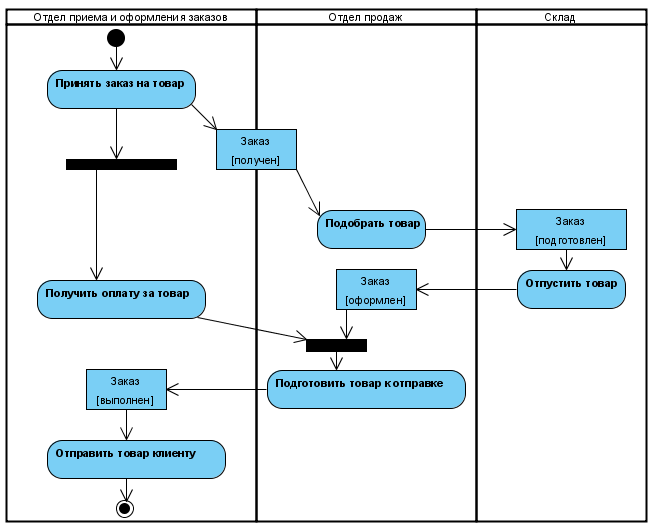 Отдел приема и оформления заказов
Отдел продаж
Склад
Принять заказ на товар
Заказ
[получен]
Подобрать товар
Заказ
[подготовлен]
Получить оплату за товар
Заказ
[оформлен]
Отпустить товар
Заказ
[выполнен]
Подготовить товар к отправке
Отправить товар клиенту